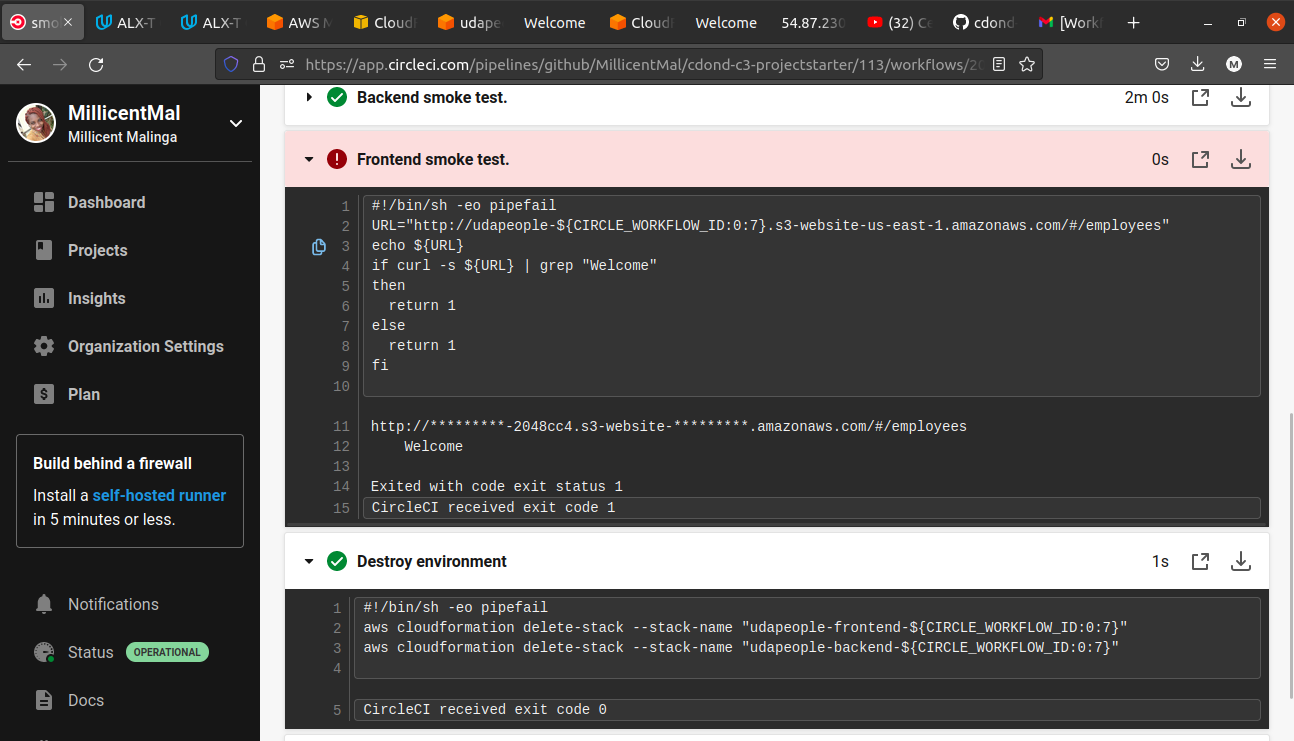 smo
ALX-T
ALX-T
AWS M
Cloud
udape
Welcome
Cloud
Welcome
54.87.230
(32) Ce
cdond
[Work
https://app.circleci.com/pipelines/github/MillicentMal/cdond-c3-projectstarter/113/workflows/20
M
MillicentMal
Millicent Malinga
Dashboard
Projects
Insights
Organization Settings
Plan
Build behind a firewall
Install a self-hosted runner
in 5 minutes or less.
Notifications
Status OPERATIONAL
Docs
Backend smoke test.
2m 0s
Frontend smoke test.
0s
1 #!/bin/sh -eo pipefail
2 URL="http://udapeople-${CIRCLE_WORKFLOW_ID:0:7}.s3-website-us-east-1.amazonaws.com/#/employees"
3 echo ${URL}
4 if curl -s ${URL} | grep "Welcome"
5 then
6   return 1
7 else
8   return 1
9 fi
10
11 http://*********-2048cc4.s3-website-*********.amazonaws.com/#/employees
12     Welcome
13
14 Exited with code exit status 1
15 CircleCI received exit code 1
Destroy environment
1s
1 #!/bin/sh -eo pipefail
2 aws cloudformation delete-stack --stack-name "udapeople-frontend-${CIRCLE_WORKFLOW_ID:0:7}"
3 aws cloudformation delete-stack --stack-name "udapeople-backend-${CIRCLE_WORKFLOW_ID:0:7}"
4
5 CircleCI received exit code 0